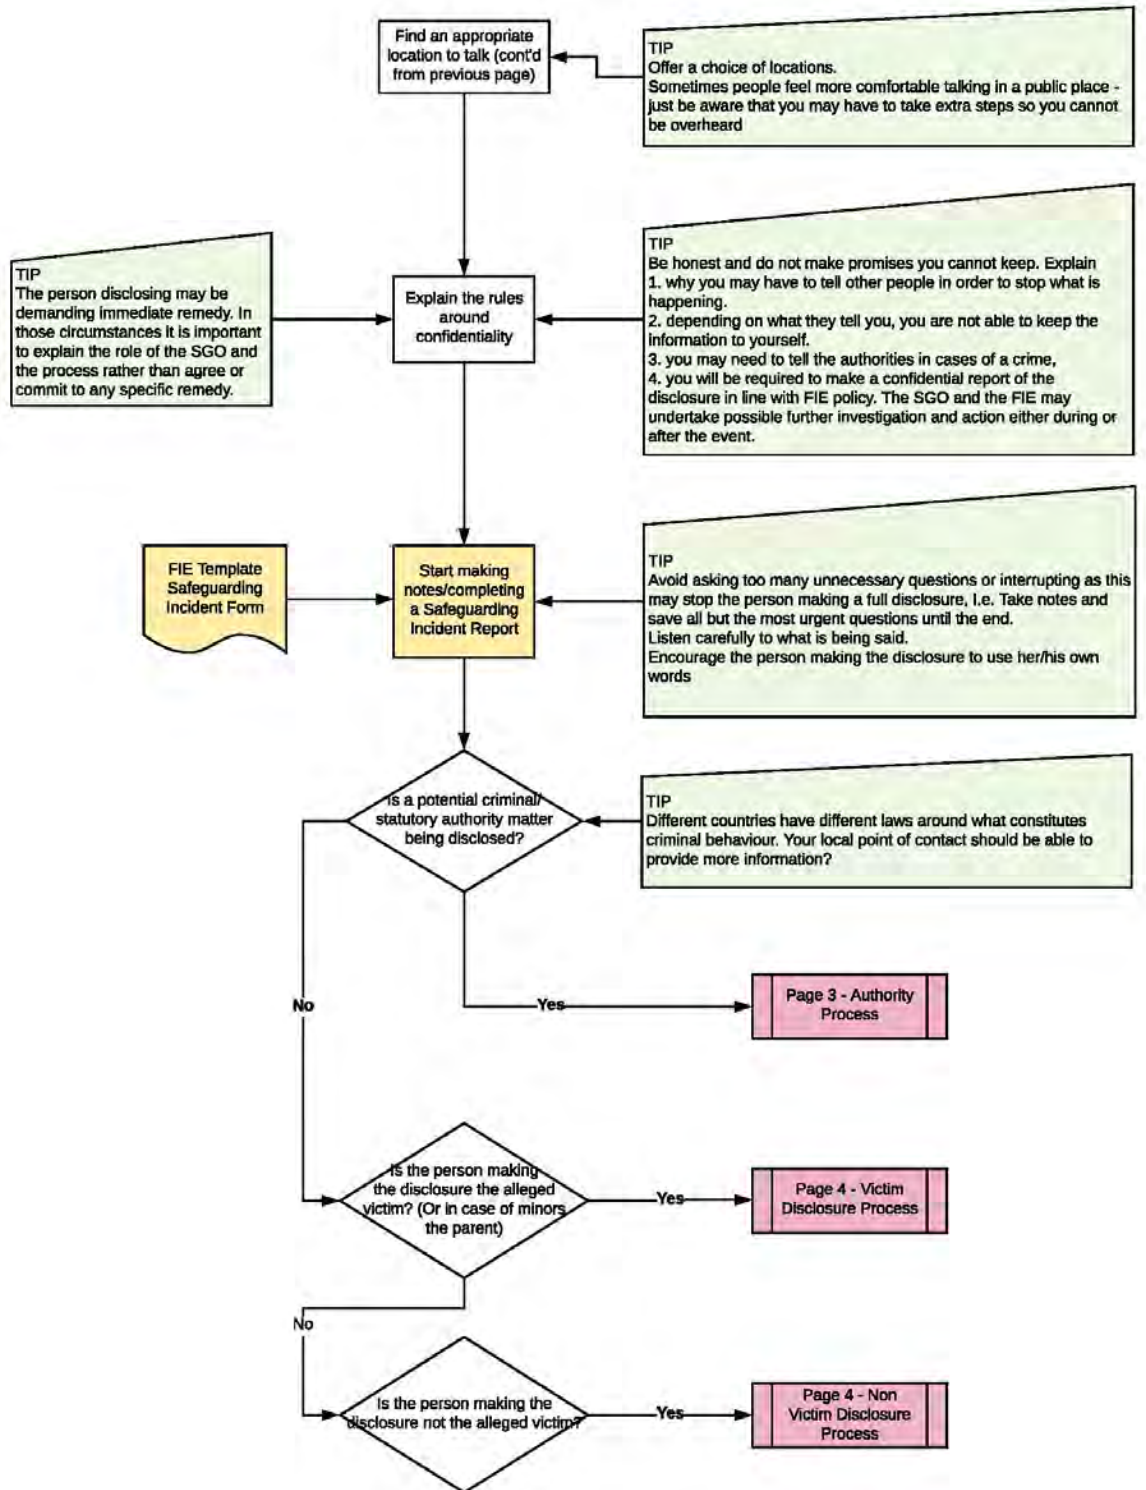 Find an appropriate
location to talk (cont'd
from previous page)
TIP
Offer a choice of locations.
Sometimes people feel more comfortable talking in a public place -
just be aware that you may have to take extra steps so you cannot
be overheard
TIP
The person disclosing may be
demanding immediate remedy. In
those circumstances it is important
to explain the role of the SGO and
the process rather than agree or
commit to any specific remedy.
Explain the rules
around
confidentiality
TIP
Be honest and do not make promises you cannot keep. Explain
1. why you may have to tell other people in order to stop what is
happening.
2. depending on what they tell you, you are not able to keep the
information to yourself.
3. you may need to tell the authorities in cases of a crime,
4. you will be required to make a confidential report of the
disclosure in line with FIE policy. The SGO and the FIE may
undertake possible further investigation and action either during or
after the event.
FIE Template
Safeguarding
Incident Form
Start making
notes/completing
a Safeguarding
Incident Report
TIP
Avoid asking too many unnecessary questions or interrupting as this
may stop the person making a full disclosure, I.e. Take notes and
save all but the most urgent questions until the end.
Listen carefully to what is being said.
Encourage the person making the disclosure to use her/his own
words
Is a potential criminal/
statutory authority matter
being disclosed?
TIP
Different countries have different laws around what constitutes
criminal behaviour. Your local point of contact should be able to
provide more information?
No
Yes
Page 3 - Authority
Process
Is the person making
the disclosure the alleged
victim? (Or in case of minors
the parent)
Yes
Page 4 - Victim
Disclosure Process
No
Is the person making the
disclosure not the alleged victim?
Yes
Page 4 - Non
Victim Disclosure
Process